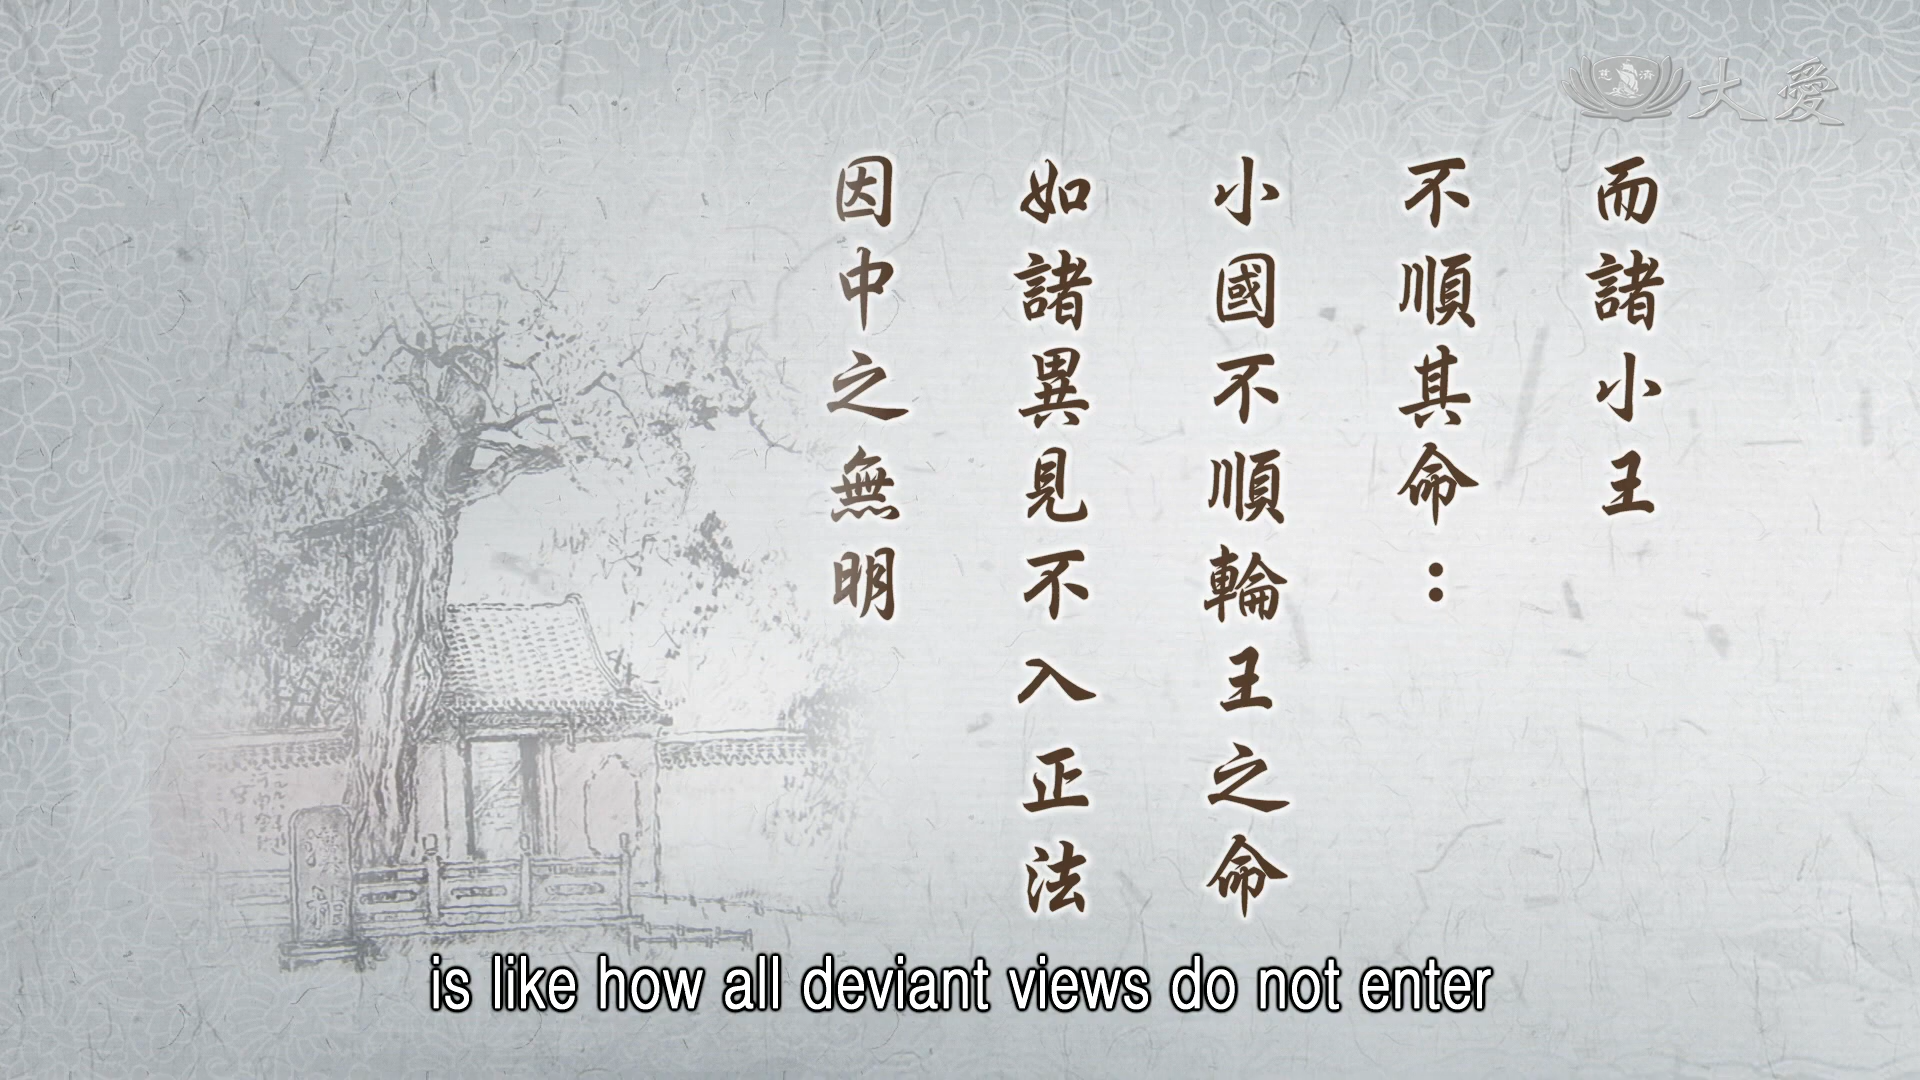 大愛
而諸小王
不順其命：
小國不順輪王之命
如諸異見不入正法
因中之無明
is like how all deviant views do not enter